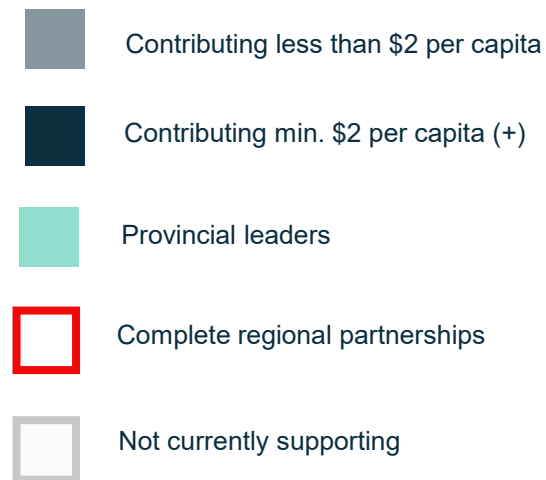 Contributing less than $2 per capita
Contributing min. $2 per capita (+)
Provincial leaders
Complete regional partnerships
Not currently supporting